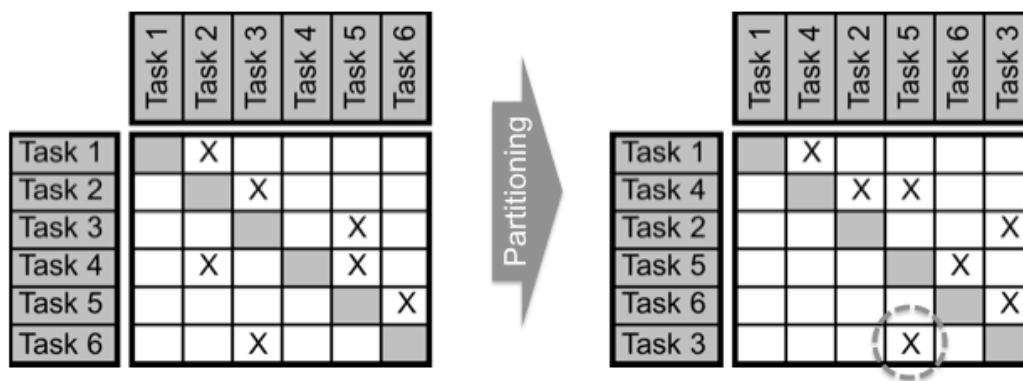 Task 1 Task 2 Task 3 Task 4 Task 5 Task 6
Task 1 X
Task 2 X
Task 3 X
Task 4 X X
Task 5 X
Task 6 X
Partitioning
Task 1 Task 4 Task 2 Task 5 Task 6 Task 3
Task 1 X
Task 4 X X
Task 2 X
Task 5 X
Task 6 X
Task 3 X